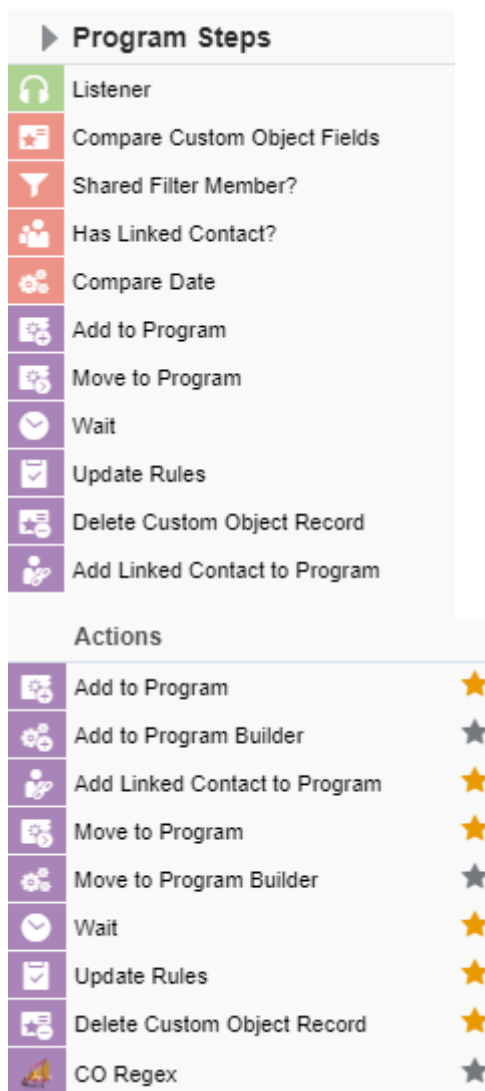 Program Steps
Listener
Compare Custom Object Fields
Shared Filter Member?
Has Linked Contact?
Compare Date
Add to Program
Move to Program
Wait
Update Rules
Delete Custom Object Record
Add Linked Contact to Program
Actions
Add to Program
Add to Program Builder
Add Linked Contact to Program
Move to Program
Move to Program Builder
Wait
Update Rules
Delete Custom Object Record
CO Regex